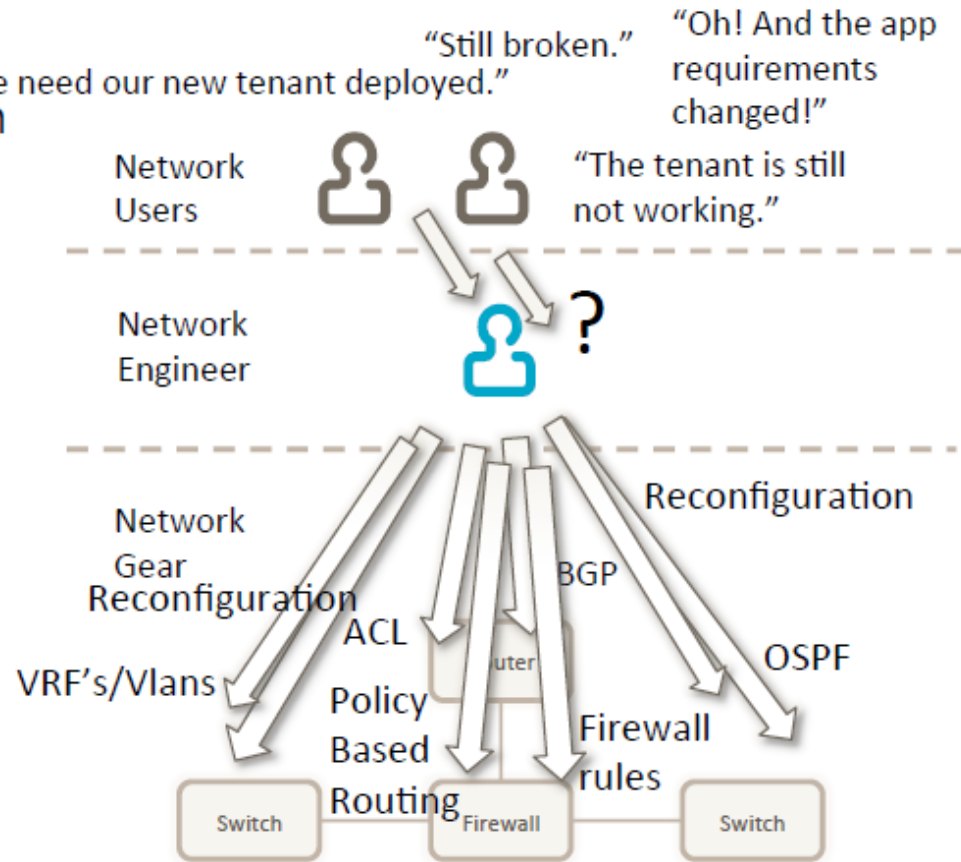 “Still broken.”
“Oh! And the app
requirements
changed!”
e need our new tenant deployed.”
Network
Users
“The tenant is still
not working.”
Network
Engineer
?
Network
Gear
Reconfiguration
Reconfiguration
BGP
ACL
uter
OSPF
VRF's/Vlans
Policy
Based
Routing
Firewall
rules
Switch
Firewall
Switch